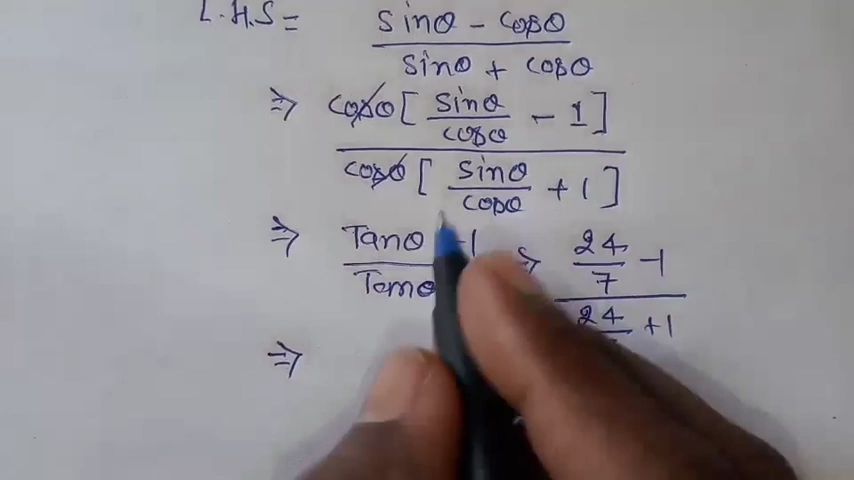 L.H.S = sinθ - cosθ
sinθ + cosθ
⇒ cosθ [ sinθ / cosθ - 1 ]
cosθ [ sinθ / cosθ + 1 ]
⇒ Tanθ -1 ⇒ 24/7 -1
Tanθ 24 +1
⇒